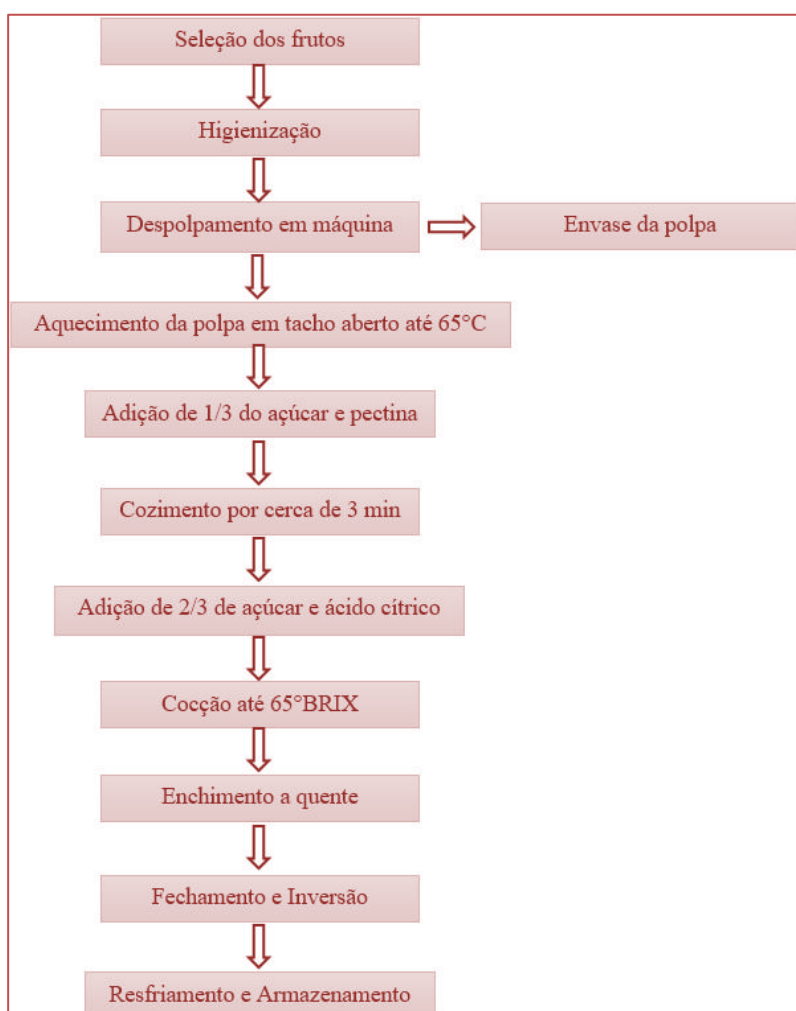 Seleção dos frutos
Higienização
Despolpamento em máquina
Envase da polpa
Aquecimento da polpa em tacho aberto até 65°C
Adição de 1/3 do açúcar e pectina
Cozimento por cerca de 3 min
Adição de 2/3 de açúcar e ácido cítrico
Cocção até 65°BRIX
Enchimento a quente
Fechamento e Inversão
Resfriamento e Armazenamento